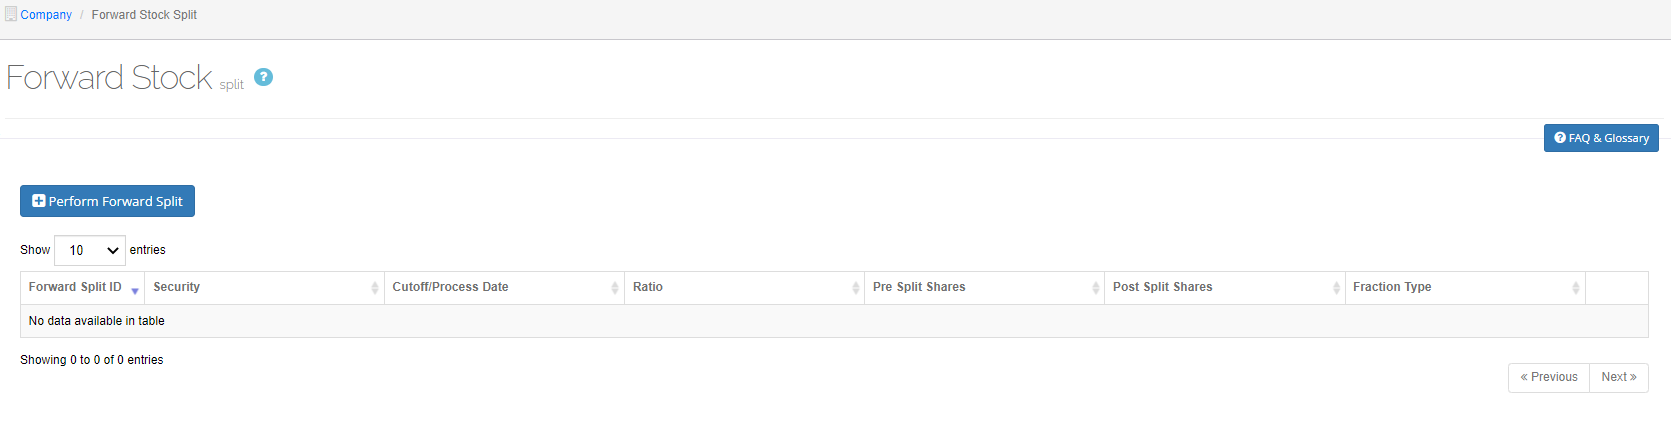 Company / Forward Stock Split
Forward Stock split ?
? FAQ & Glossary
Perform Forward Split
Show 10 entries
Forward Split ID Security Cutoff/Process Date Ratio Pre Split Shares Post Split Shares Fraction Type
No data available in table
Showing 0 to 0 of 0 entries
« Previous Next »